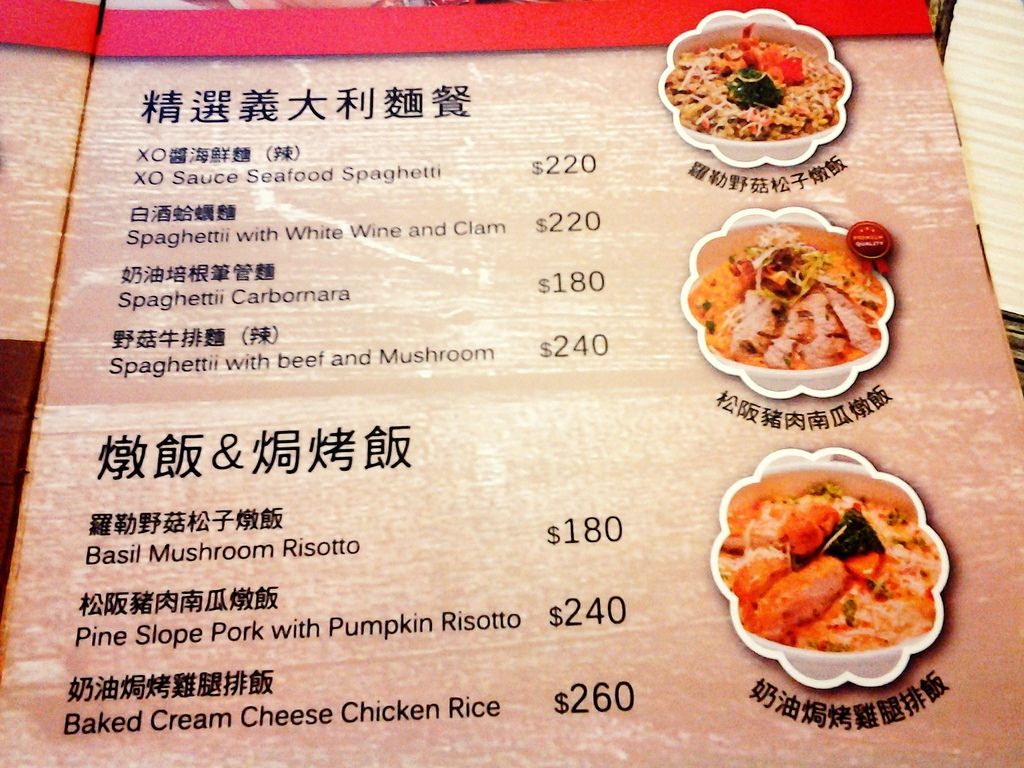 精選義大利麵餐
XO醬海鮮麵（辣）
XO Sauce Seafood Spaghetti $220
白酒蛤蠣麵
Spaghettii with White Wine and Clam $220
奶油培根筆管麵
Spaghettii Carbornara $180
野菇牛排麵（辣）
Spaghettii with beef and Mushroom $240
燉飯&焗烤飯
羅勒野菇松子燉飯
Basil Mushroom Risotto $180
松阪豬肉南瓜燉飯
Pine Slope Pork with Pumpkin Risotto $240
奶油焗烤雞腿排飯
Baked Cream Cheese Chicken Rice $260
羅勒野菇松子燉飯
PREMIUM
QUALITY
松阪豬肉南瓜燉飯
奶油焗烤雞腿排飯